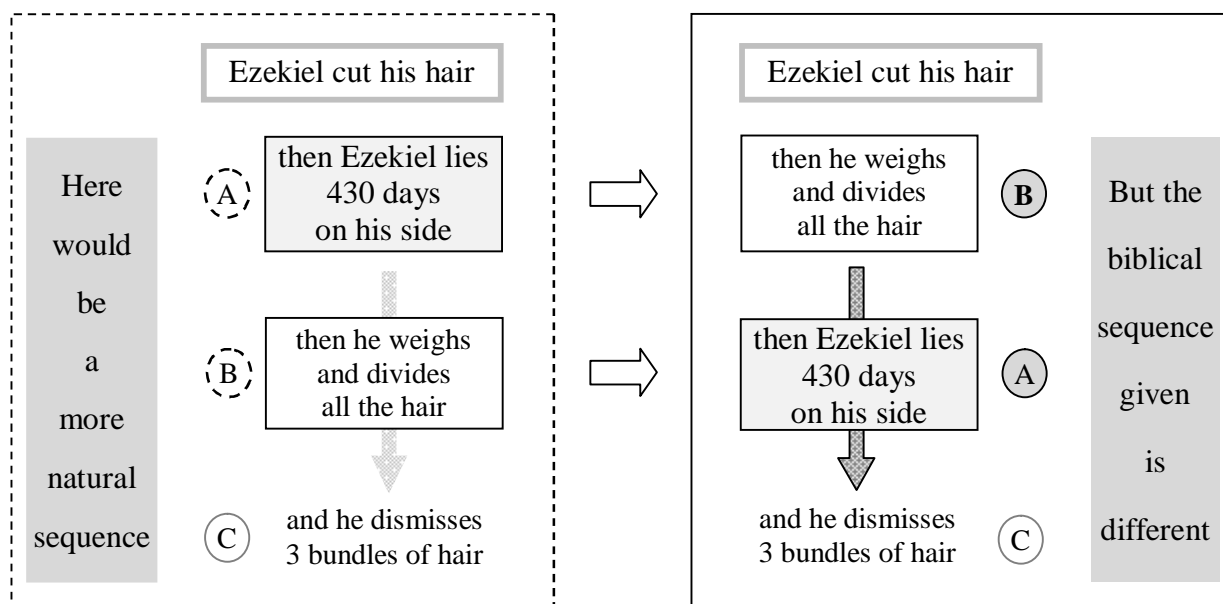 Ezekiel cut his hair
Here
would
be
a
more
natural
sequence
A
then Ezekiel lies
430 days
on his side
B
then he weighs
and divides
all the hair
C
and he dismisses
3 bundles of hair
Ezekiel cut his hair
then he weighs
and divides
all the hair
B
then Ezekiel lies
430 days
on his side
A
and he dismisses
3 bundles of hair
C
But the
biblical
sequence
given
is
different